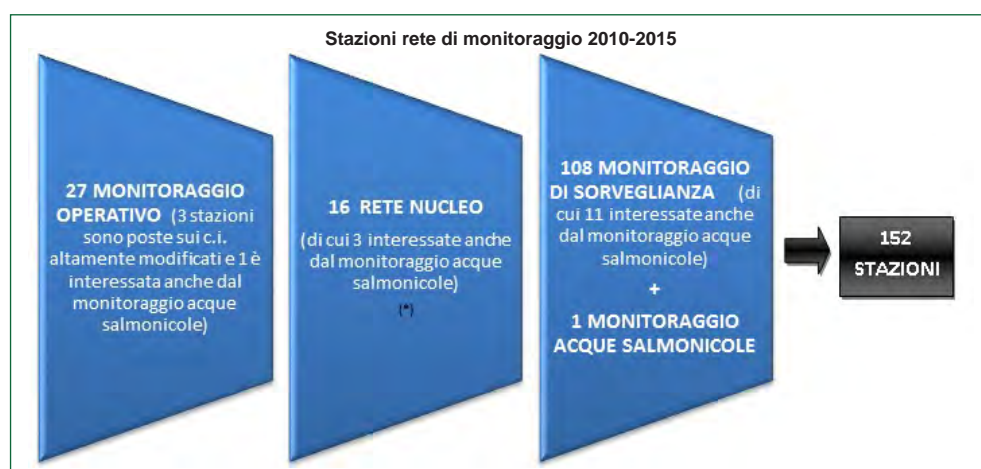 Stazioni rete di monitoraggio 2010-2015
27 MONITORAGGIO
OPERATIVO (3 stazioni
sono poste sui c.i.
altamente modificati e 1 è
interessata anche dal
monitoraggio acque
salmonicole)
16 RETE NUCLEO
(di cui 3 interessate anche
dal monitoraggio acque
salmonicole)
(*)
108 MONITORAGGIO
DI SORVEGLIANZA (di
cui 11 interessate anche
dal monitoraggio acque
salmonicole)
+
1 MONITORAGGIO
ACQUE SALMONICOLE
152
STAZIONI